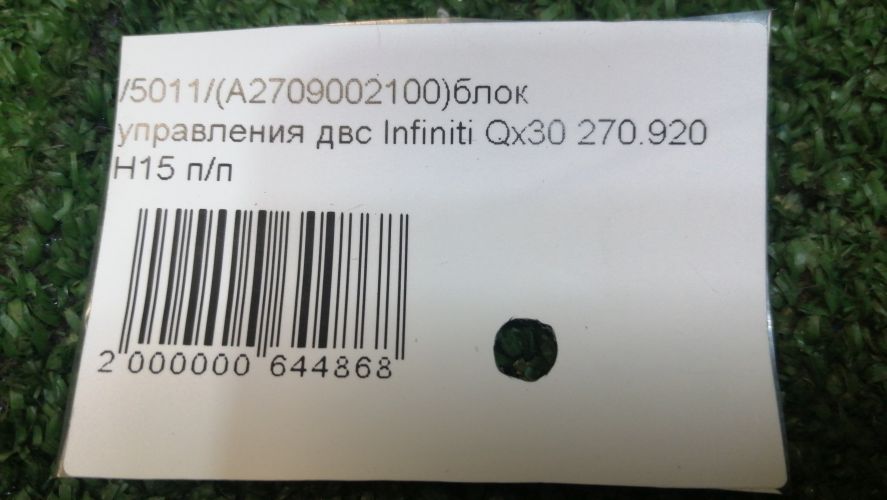 /5011/(A2709002100)блок
управления двс Infiniti Qx30 270.920
H15 п/п
2 000000 644868